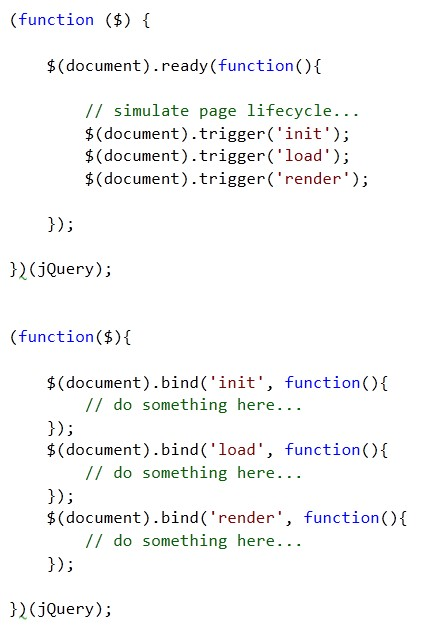 (function ($) {
$(document).ready(function(){
// simulate page lifecycle...
$(document).trigger('init');
$(document).trigger('load');
$(document).trigger('render');
});
})(jQuery);
(function($){
$(document).bind('init', function(){
// do something here...
});
$(document).bind('load', function(){
// do something here...
});
$(document).bind('render', function(){
// do something here...
});
})(jQuery);